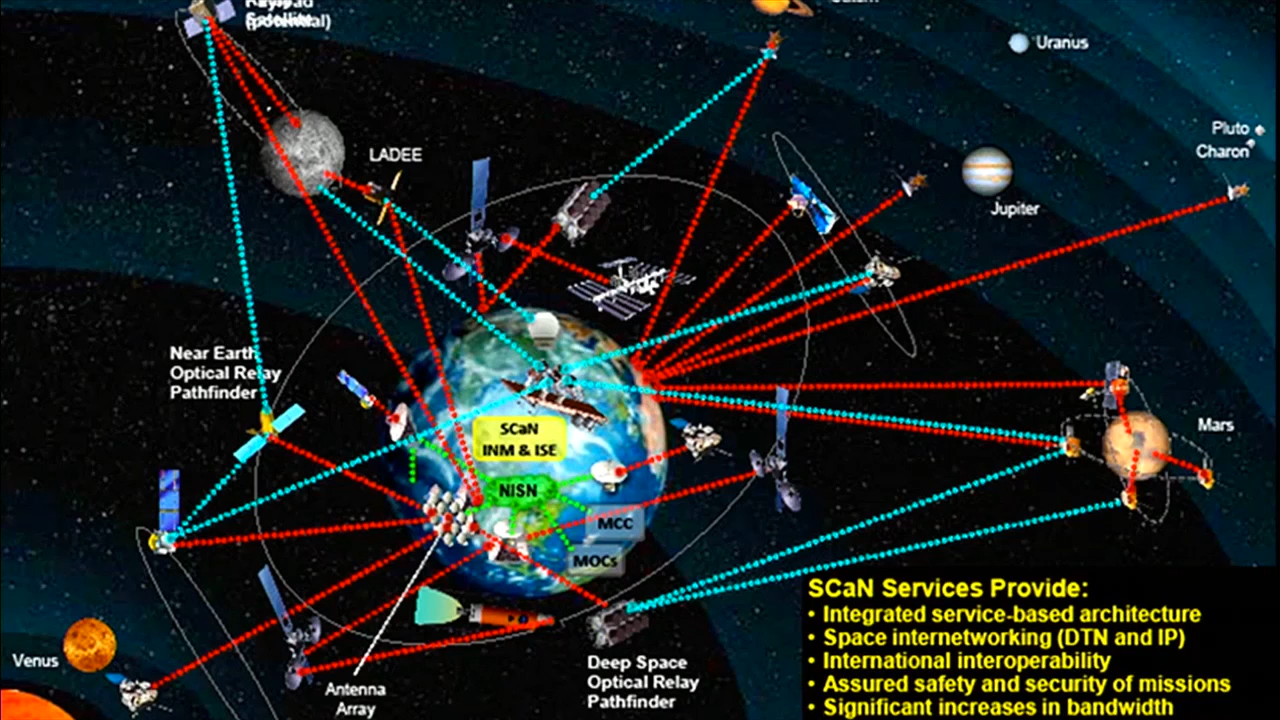 (potential)
Satellite
Uranus
Pluto
Charon
LADEE
Jupiter
Near Earth
Optical Relay
Pathfinder
SCaN
INM & ISE
Mars
NISN
MCC
MOCs
SCaN Services Provide:
• Integrated service-based architecture
• Space internetworking (DTN and IP)
• International interoperability
• Assured safety and security of missions
• Significant increases in bandwidth
Venus
Deep Space
Optical Relay
Pathfinder
Antenna
Array